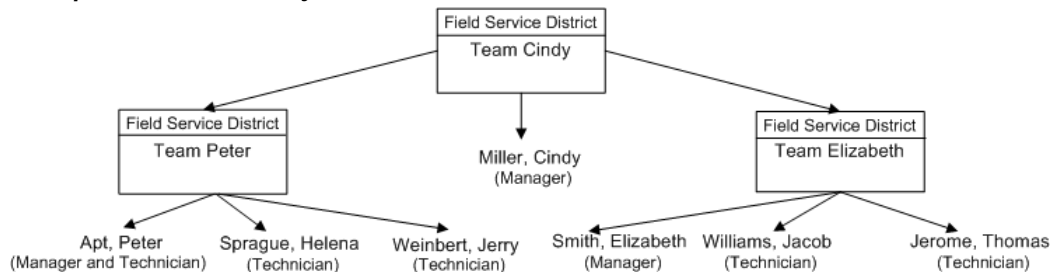 Field Service District
Team Cindy
Field Service District
Team Peter
Miller, Cindy
(Manager)
Field Service District
Team Elizabeth
Apt, Peter
(Manager and Technician)
Sprague, Helena
(Technician)
Weinbert, Jerry
(Technician)
Smith, Elizabeth
(Manager)
Williams, Jacob
(Technician)
Jerome, Thomas
(Technician)